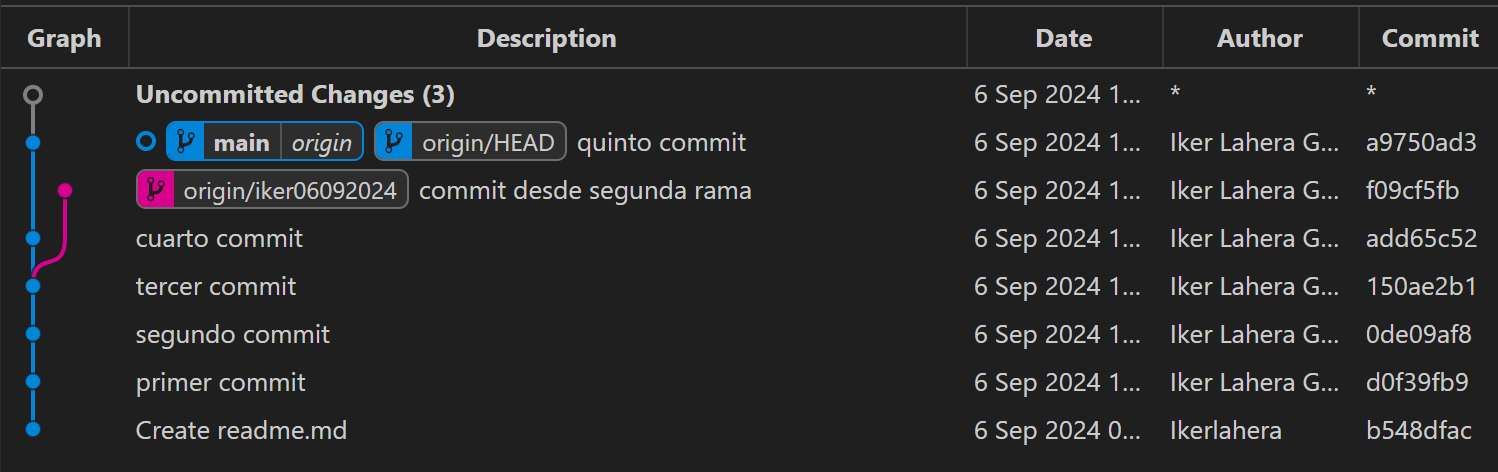 Graph Description Date Author Commit
Uncommitted Changes (3) 6 Sep 2024 1... * *
main origin origin/HEAD quinto commit 6 Sep 2024 1... Iker Lahera G... a9750ad3
origin/iker06092024 commit desde segunda rama 6 Sep 2024 1... Iker Lahera G... f09cf5fb
cuarto commit 6 Sep 2024 1... Iker Lahera G... add65c52
tercer commit 6 Sep 2024 1... Iker Lahera G... 150ae2b1
segundo commit 6 Sep 2024 1... Iker Lahera G... 0de09af8
primer commit 6 Sep 2024 1... Iker Lahera G... d0f39fb9
Create readme.md 6 Sep 2024 0... Ikerlahera b548dfac